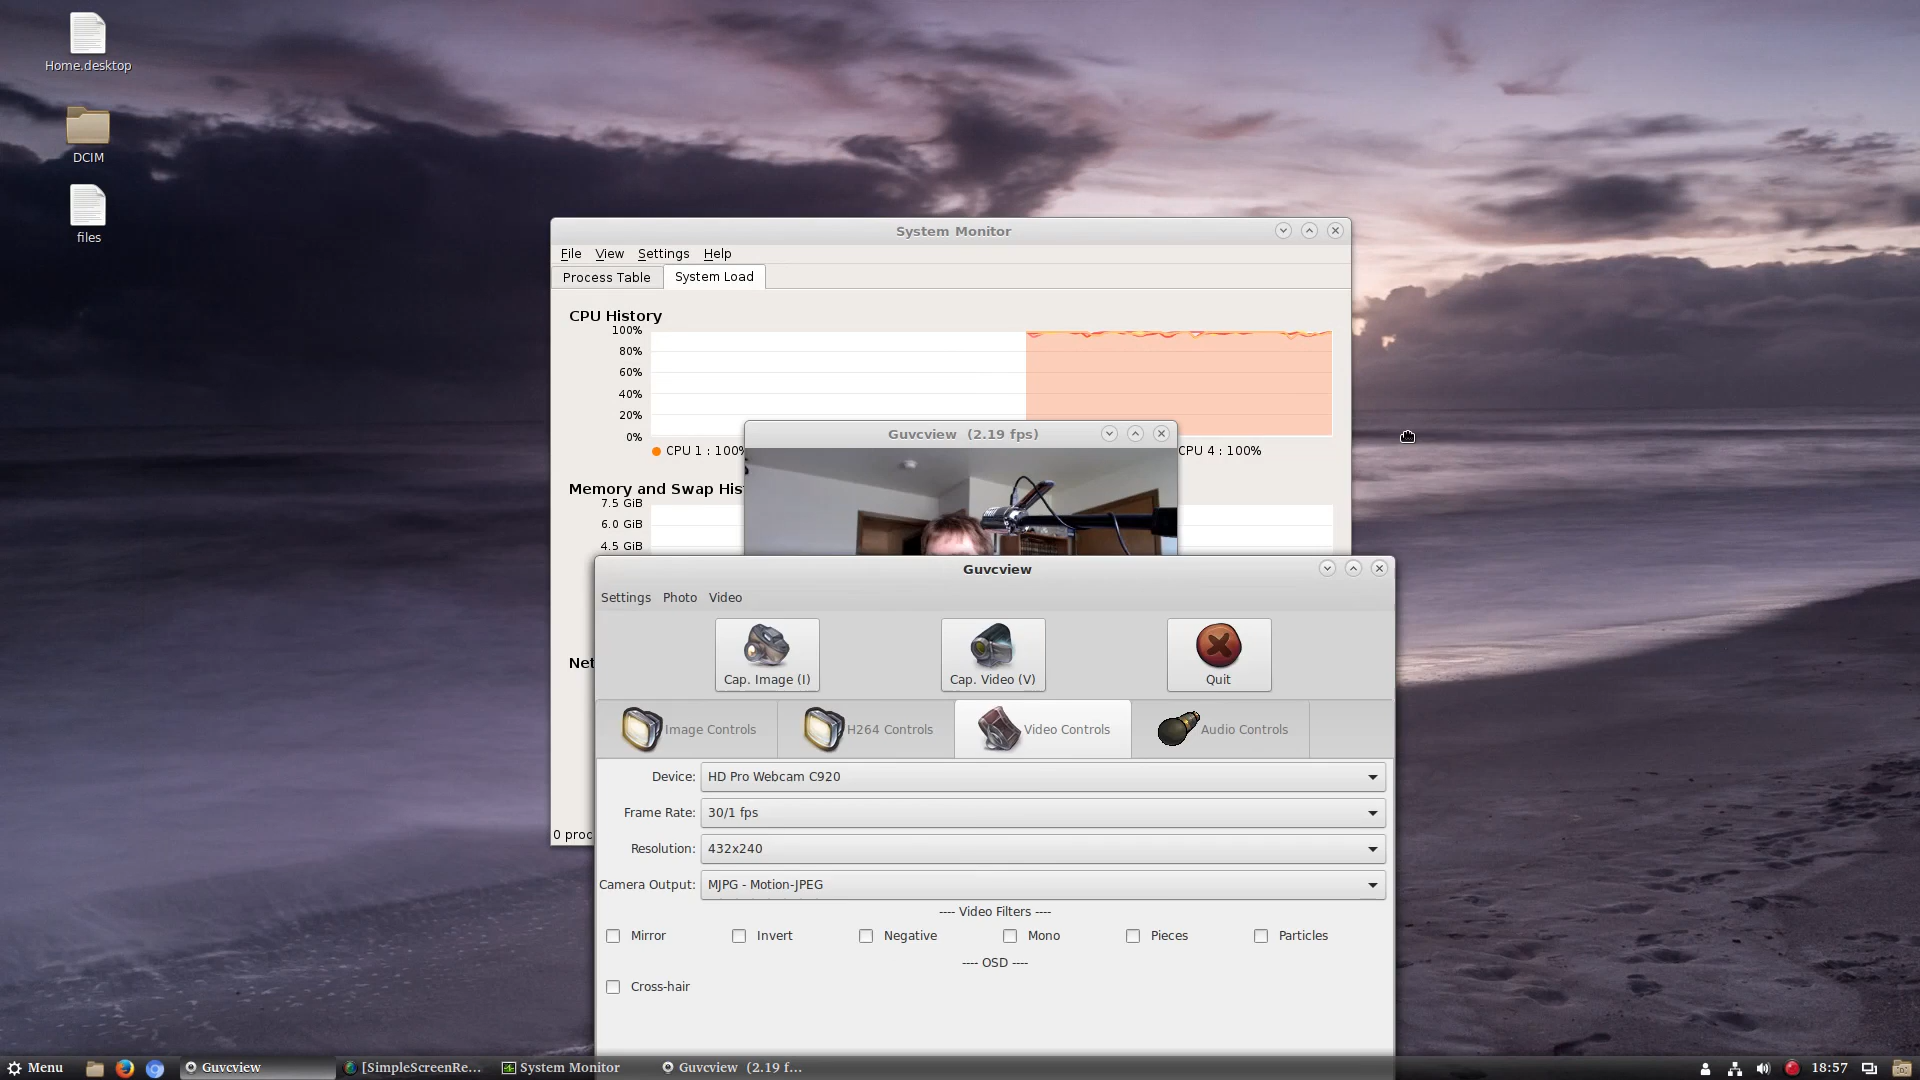 Home.desktop
DCIM
files
System Monitor
File View Settings Help
Process Table System Load
CPU History
100%
80%
60%
40%
20%
0%
CPU 1 : 100%
CPU 4 : 100%
Guvcview (2.19 fps)
Memory and Swap His
7.5 GiB
6.0 GiB
4.5 GiB
Net
0 proc
Guvcview
Settings Photo Video
Cap. Image (I) Cap. Video (V) Quit
Image Controls H264 Controls Video Controls Audio Controls
Device: HD Pro Webcam C920
Frame Rate: 30/1 fps
Resolution: 432x240
Camera Output: MJPG - Motion-JPEG
---- Video Filters ----
Mirror Invert Negative Mono Pieces Particles
---- OSD ----
Cross-hair
Menu Guvcview [SimpleScreenRe... System Monitor Guvcview (2.19 f... 18:57